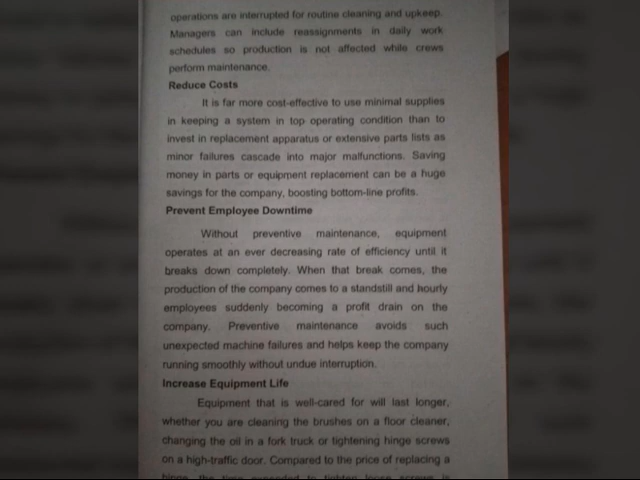 operations are interrupted for routine cleaning and upkeep.
Managers can include reassignments in daily work
schedules so production is not affected while crews
perform maintenance.
Reduce Costs
It is far more cost-effective to use minimal supplies
in keeping a system in top operating condition than to
invest in replacement apparatus or extensive parts lists as
minor failures cascade into major malfunctions. Saving
money in parts or equipment replacement can be a huge
savings for the company, boosting bottom-line profits.
Prevent Employee Downtime
Without preventive maintenance, equipment
operates at an ever decreasing rate of efficiency until it
breaks down completely. When that break comes, the
production of the company comes to a standstill and hourly
employees suddenly becoming a profit drain on the
company. Preventive maintenance avoids such
unexpected machine failures and helps keep the company
running smoothly without undue interruption.
Increase Equipment Life
Equipment that is well-cared for will last longer,
whether you are cleaning the brushes on a floor cleaner,
changing the oil in a fork truck or tightening hinge screws
on a high-traffic door. Compared to the price of replacing a
hinge, the time expended to tighten loose screws is